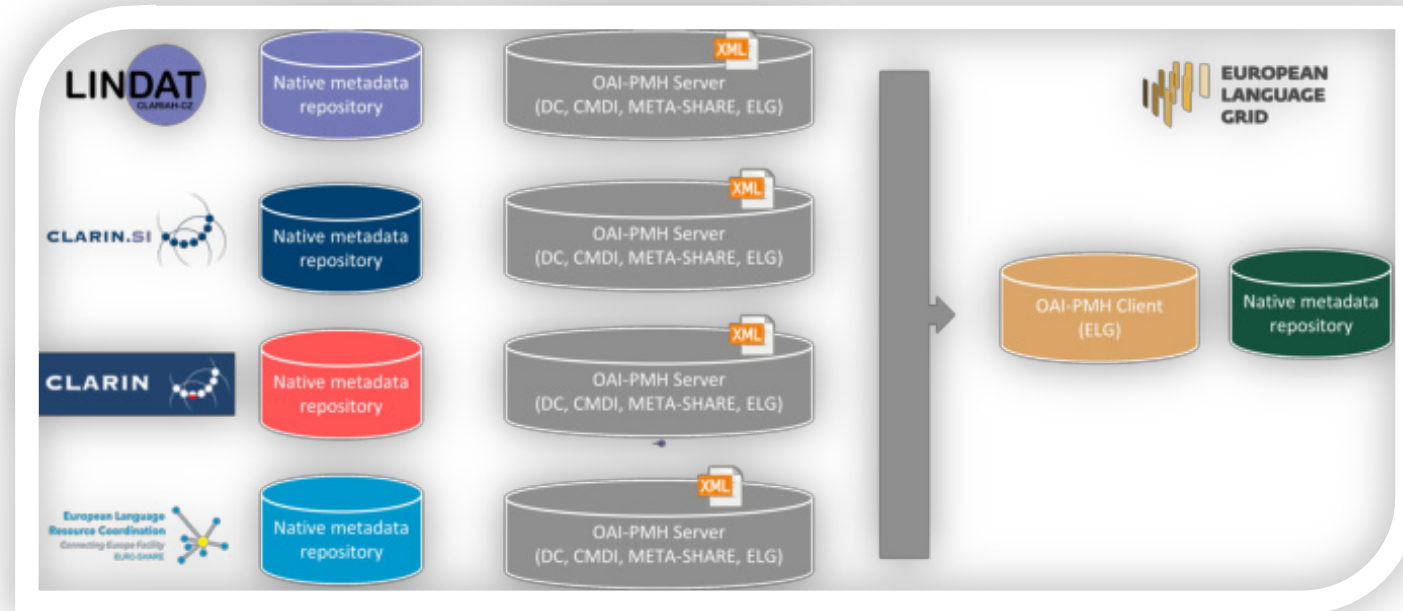 LINDAT
CLARIAH-CZ
Native metadata
repository
XML
OAI-PMH Server
(DC, CMDI, META-SHARE, ELG)
EUROPEAN
LANGUAGE
GRID
CLARIN.SI
Native metadata
repository
XML
OAI-PMH Server
(DC, CMDI, META-SHARE, ELG)
OAI-PMH Client
(ELG)
Native metadata
repository
CLARIN
Native metadata
repository
XML
OAI-PMH Server
(DC, CMDI, META-SHARE, ELG)
European Language
Resource Coordination
Connecting Europe Facility
ELRC-SHARE
Native metadata
repository
XML
OAI-PMH Server
(DC, CMDI, META-SHARE, ELG)